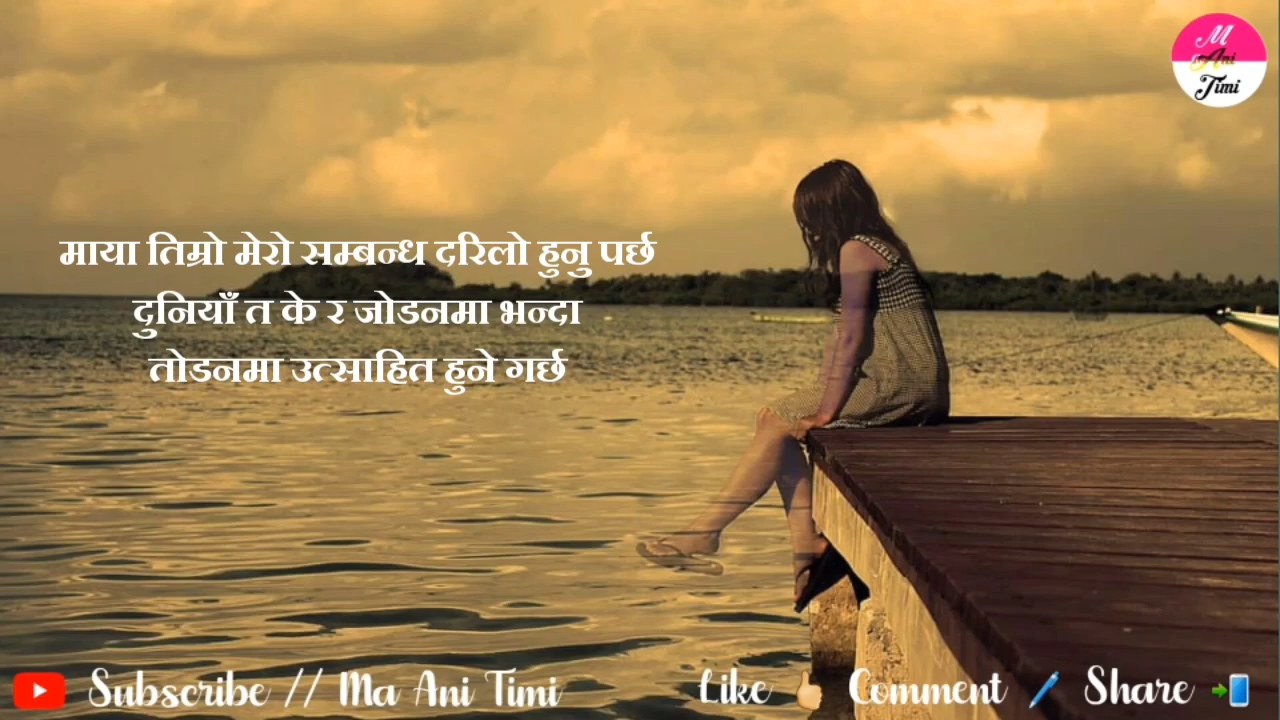 M
Ani
Timi
माया तिम्रो मेरो सम्बन्ध दरिलो हुनु पर्छ
दुनियाँ त के र जोडनमा भन्दा
तोडनमा उत्साहित हुने गर्छ
Subscribe // Ma Ani Timi Like Comment Share